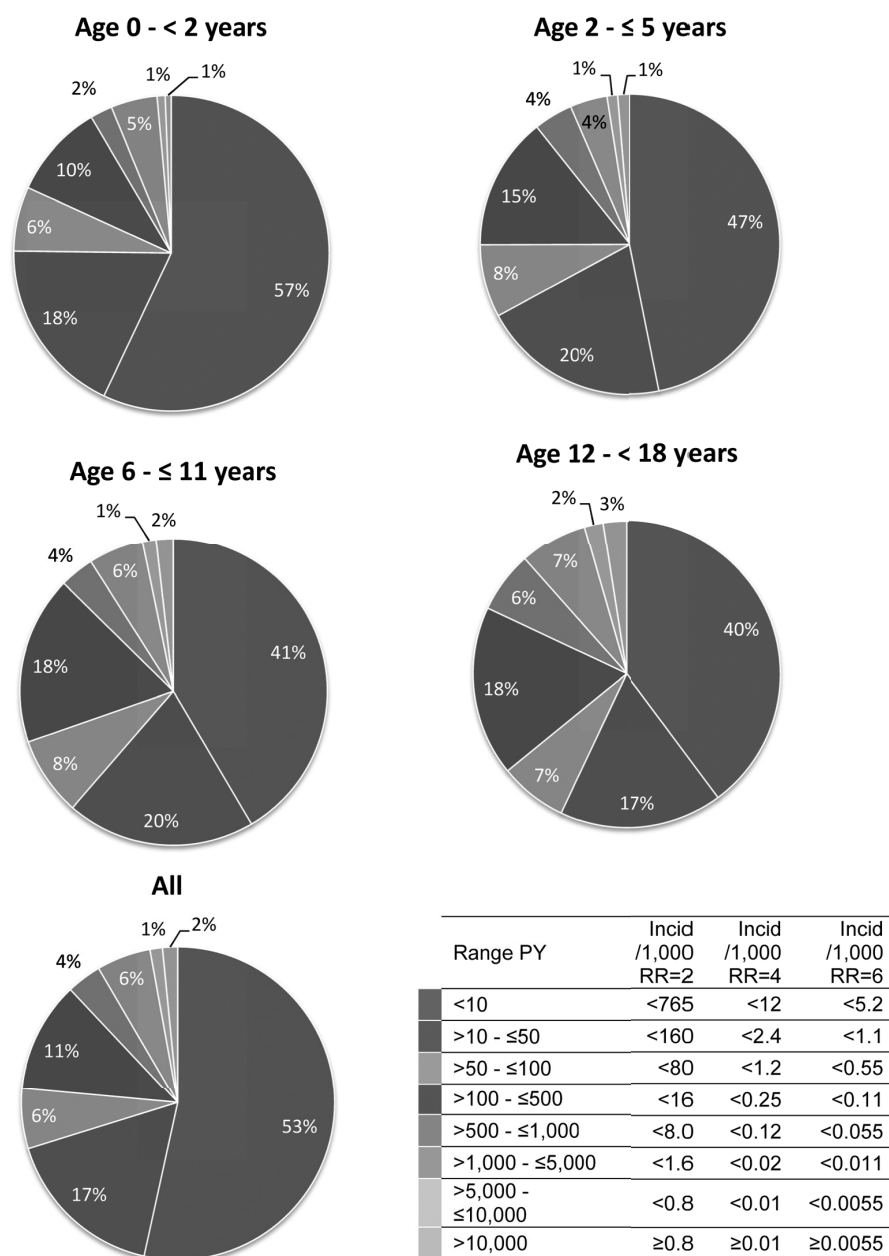 Age 0 - < 2 years
1%
1%
2%
5%
10%
6%
18%
57%
Age 2 - ≤ 5 years
1%
1%
4%
4%
15%
8%
20%
47%
Age 6 - ≤ 11 years
1%
2%
4%
6%
18%
8%
20%
41%
Age 12 - < 18 years
2%
3%
7%
6%
18%
7%
17%
40%
All
1%
2%
4%
6%
11%
6%
17%
53%
Range PY Incid /1,000 RR=2 Incid /1,000 RR=4 Incid /1,000 RR=6
<10 <765 <12 <5.2
>10 - ≤50 <160 <2.4 <1.1
>50 - ≤100 <80 <1.2 <0.55
>100 - ≤500 <16 <0.25 <0.11
>500 - ≤1,000 <8.0 <0.12 <0.055
>1,000 - ≤5,000 <1.6 <0.02 <0.011
>5,000 - ≤10,000 <0.8 <0.01 <0.0055
>10,000 ≥0.8 ≥0.01 ≥0.0055